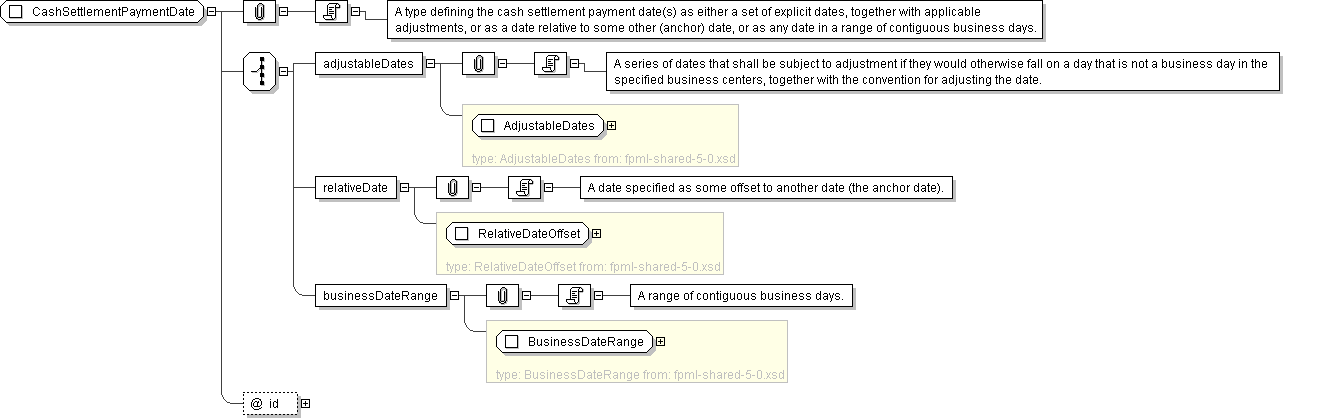 CashSettlementPaymentDate
A type defining the cash settlement payment date(s) as either a set of explicit dates, together with applicable
adjustments, or as a date relative to some other (anchor) date, or as any date in a range of contiguous business days.
adjustableDates
A series of dates that shall be subject to adjustment if they would otherwise fall on a day that is not a business day in the
specified business centers, together with the convention for adjusting the date.
AdjustableDates
type: AdjustableDates from: fpml-shared-5-0.xsd
relativeDate
A date specified as some offset to another date (the anchor date).
RelativeDateOffset
type: RelativeDateOffset from: fpml-shared-5-0.xsd
businessDateRange
A range of contiguous business days.
BusinessDateRange
type: BusinessDateRange from: fpml-shared-5-0.xsd
@ id